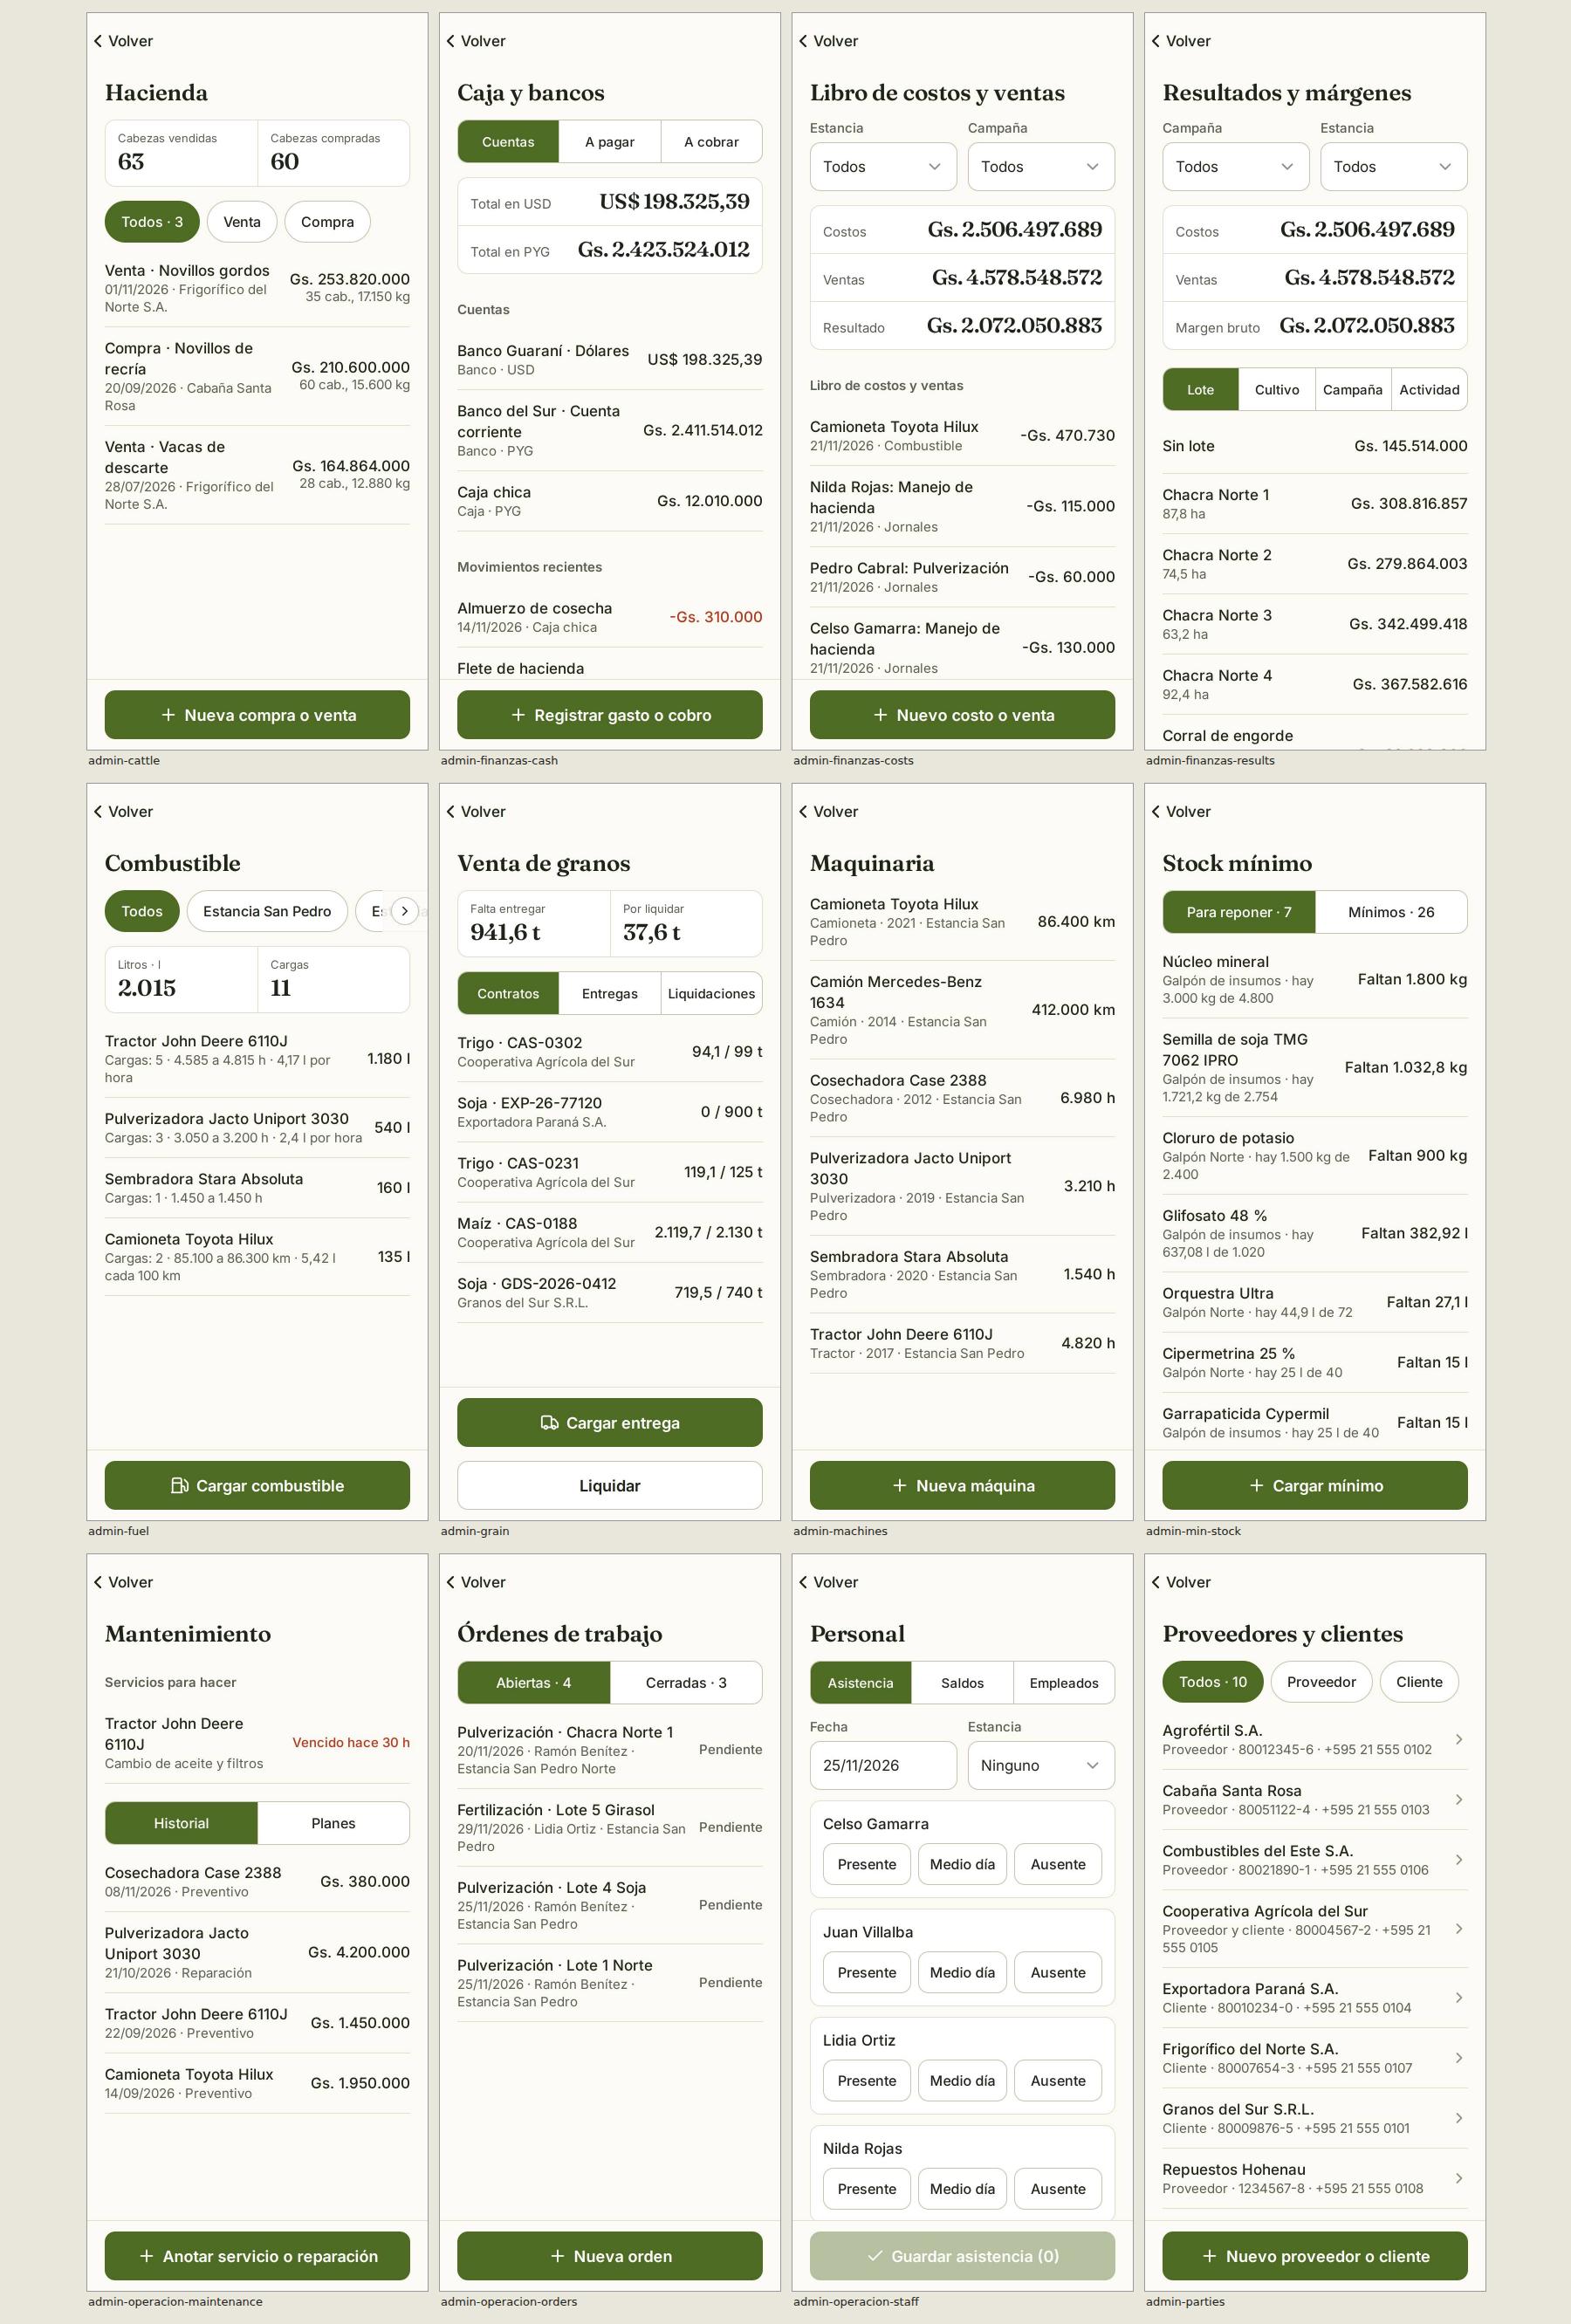 Volver
Hacienda
Cabezas vendidas
63
Cabezas compradas
60
Todos · 3
Venta
Compra
Venta · Novillos gordos
01/11/2026 · Frigorífico del
Norte S.A.
Gs. 253.820.000
35 cab., 17.150 kg
Compra · Novillos de
recría
20/09/2026 · Cabaña Santa
Rosa
Gs. 210.600.000
60 cab., 15.600 kg
Venta · Vacas de
descarte
28/07/2026 · Frigorífico del
Norte S.A.
Gs. 164.864.000
28 cab., 12.880 kg
Nueva compra o venta
admin-cattle
Volver
Caja y bancos
Cuentas
A pagar
A cobrar
Total en USD
US$ 198.325,39
Total en PYG
Gs. 2.423.524.012
Cuentas
Banco Guaraní · Dólares
Banco · USD
US$ 198.325,39
Banco del Sur · Cuenta
corriente
Banco · PYG
Gs. 2.411.514.012
Caja chica
Caja · PYG
Gs. 12.010.000
Movimientos recientes
Almuerzo de cosecha
14/11/2026 · Caja chica
-Gs. 310.000
Flete de hacienda
Registrar gasto o cobro
admin-finanzas-cash
Volver
Libro de costos y ventas
Estancia
Campaña
Todos
Todos
Costos
Gs. 2.506.497.689
Ventas
Gs. 4.578.548.572
Resultado
Gs. 2.072.050.883
Libro de costos y ventas
Camioneta Toyota Hilux
21/11/2026 · Combustible
-Gs. 470.730
Nilda Rojas: Manejo de
hacienda
21/11/2026 · Jornales
-Gs. 115.000
Pedro Cabral: Pulverización
21/11/2026 · Jornales
-Gs. 60.000
Celso Gamarra: Manejo de
hacienda
21/11/2026 · Jornales
-Gs. 130.000
Nuevo costo o venta
admin-finanzas-costs
Volver
Resultados y márgenes
Campaña
Estancia
Todos
Todos
Costos
Gs. 2.506.497.689
Ventas
Gs. 4.578.548.572
Margen bruto
Gs. 2.072.050.883
Lote
Cultivo
Campaña
Actividad
Sin lote
Gs. 145.514.000
Chacra Norte 1
87,8 ha
Gs. 308.816.857
Chacra Norte 2
74,5 ha
Gs. 279.864.003
Chacra Norte 3
63,2 ha
Gs. 342.499.418
Chacra Norte 4
92,4 ha
Gs. 367.582.616
Corral de engorde
admin-finanzas-results
Volver
Combustible
Todos
Estancia San Pedro
Litros · l
2.015
Cargas
11
Tractor John Deere 6110J
Cargas: 5 · 4.585 a 4.815 h · 4,17 l por
hora
1.180 l
Pulverizadora Jacto Uniport 3030
Cargas: 3 · 3.050 a 3.200 h · 2,4 l por hora
540 l
Sembradora Stara Absoluta
Cargas: 1 · 1.450 a 1.450 h
160 l
Camioneta Toyota Hilux
Cargas: 2 · 85.100 a 86.300 km · 5,42 l
cada 100 km
135 l
Cargar combustible
admin-fuel
Volver
Venta de granos
Falta entregar
941,6 t
Por liquidar
37,6 t
Contratos
Entregas
Liquidaciones
Trigo · CAS-0302
Cooperativa Agrícola del Sur
94,1 / 99 t
Soja · EXP-26-77120
Exportadora Paraná S.A.
0 / 900 t
Trigo · CAS-0231
Cooperativa Agrícola del Sur
119,1 / 125 t
Maíz · CAS-0188
Cooperativa Agrícola del Sur
2.119,7 / 2.130 t
Soja · GDS-2026-0412
Granos del Sur S.R.L.
719,5 / 740 t
Cargar entrega
Liquidar
admin-grain
Volver
Maquinaria
Camioneta Toyota Hilux
Camioneta · 2021 · Estancia San
Pedro
86.400 km
Camión Mercedes-Benz
1634
Camión · 2014 · Estancia San
Pedro
412.000 km
Cosechadora Case 2388
Cosechadora · 2012 · Estancia San
Pedro
6.980 h
Pulverizadora Jacto Uniport
3030
Pulverizadora · 2019 · Estancia San
Pedro
3.210 h
Sembradora Stara Absoluta
Sembradora · 2020 · Estancia San
Pedro
1.540 h
Tractor John Deere 6110J
Tractor · 2017 · Estancia San Pedro
4.820 h
Nueva máquina
admin-machines
Volver
Stock mínimo
Para reponer · 7
Mínimos · 26
Núcleo mineral
Galpón de insumos · hay
3.000 kg de 4.800
Faltan 1.800 kg
Semilla de soja TMG
7062 IPRO
Galpón de insumos · hay
1.721,2 kg de 2.754
Faltan 1.032,8 kg
Cloruro de potasio
Galpón Norte · hay 1.500 kg de
2.400
Faltan 900 kg
Glifosato 48 %
Galpón de insumos · hay
637,08 l de 1.020
Faltan 382,92 l
Orquestra Ultra
Galpón Norte · hay 44,9 l de 72
Faltan 27,1 l
Cipermetrina 25 %
Galpón Norte · hay 25 l de 40
Faltan 15 l
Garrapaticida Cypermil
Galpón de insumos · hay 25 l de 40
Faltan 15 l
Cargar mínimo
admin-min-stock
Volver
Mantenimiento
Servicios para hacer
Tractor John Deere
6110J
Cambio de aceite y filtros
Vencido hace 30 h
Historial
Planes
Cosechadora Case 2388
08/11/2026 · Preventivo
Gs. 380.000
Pulverizadora Jacto
Uniport 3030
21/10/2026 · Reparación
Gs. 4.200.000
Tractor John Deere 6110J
22/09/2026 · Preventivo
Gs. 1.450.000
Camioneta Toyota Hilux
14/09/2026 · Preventivo
Gs. 1.950.000
Anotar servicio o reparación
admin-operacion-maintenance
Volver
Órdenes de trabajo
Abiertas · 4
Cerradas · 3
Pulverización · Chacra Norte 1
20/11/2026 · Ramón Benítez ·
Estancia San Pedro Norte
Pendiente
Fertilización · Lote 5 Girasol
29/11/2026 · Lidia Ortiz · Estancia San
Pedro
Pendiente
Pulverización · Lote 4 Soja
25/11/2026 · Ramón Benítez ·
Estancia San Pedro
Pendiente
Pulverización · Lote 1 Norte
25/11/2026 · Ramón Benítez ·
Estancia San Pedro
Pendiente
Nueva orden
admin-operacion-orders
Volver
Personal
Asistencia
Saldos
Empleados
Fecha
Estancia
25/11/2026
Ninguno
Celso Gamarra
Presente
Medio día
Ausente
Juan Villalba
Presente
Medio día
Ausente
Lidia Ortiz
Presente
Medio día
Ausente
Nilda Rojas
Presente
Medio día
Ausente
Guardar asistencia (0)
admin-operacion-staff
Volver
Proveedores y clientes
Todos · 10
Proveedor
Cliente
Agrofértil S.A.
Proveedor · 80012345-6 · +595 21 555 0102
Cabaña Santa Rosa
Proveedor · 80051122-4 · +595 21 555 0103
Combustibles del Este S.A.
Proveedor · 80021890-1 · +595 21 555 0106
Cooperativa Agrícola del Sur
Proveedor y cliente · 80004567-2 · +595 21
555 0105
Exportadora Paraná S.A.
Cliente · 80010234-0 · +595 21 555 0104
Frigorífico del Norte S.A.
Cliente · 80007654-3 · +595 21 555 0107
Granos del Sur S.R.L.
Cliente · 80009876-5 · +595 21 555 0101
Repuestos Hohenau
Proveedor · 1234567-8 · +595 21 555 0108
Nuevo proveedor o cliente
admin-parties